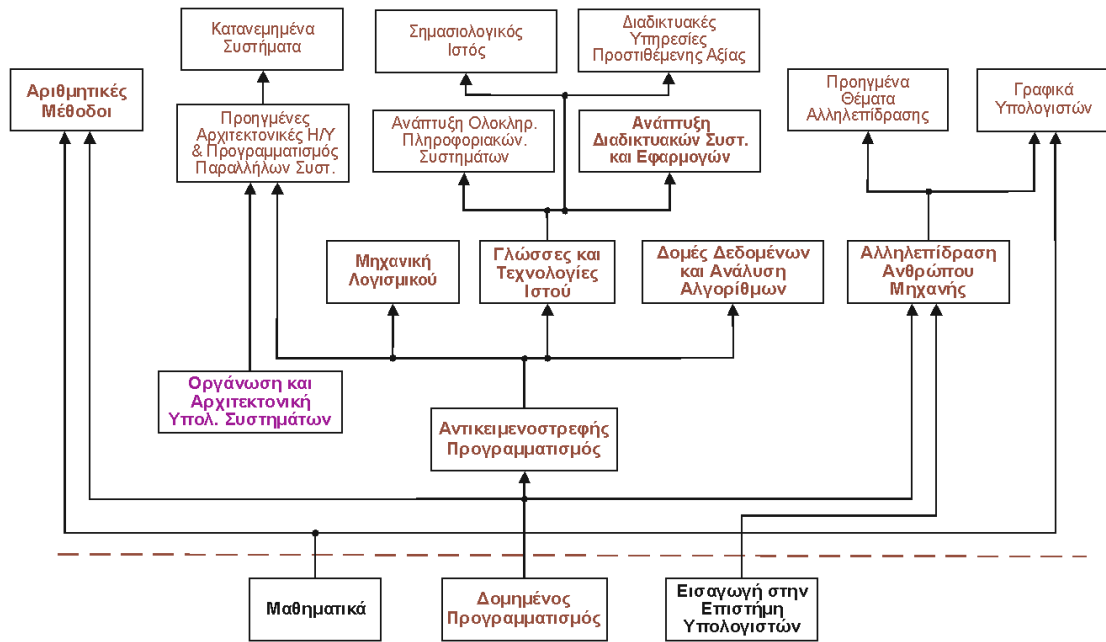 Κατανεμημένα
Συστήματα
Σημασιολογικός
Ιστός
Διαδικτυακές
Υπηρεσίες
Προστιθέμενης Αξίας
Αριθμητικές
Μέθοδοι
Προηγμένες
Αρχιτεκτονικές Η/Υ
& Προγραμματισμός
Παραλλήλων Συστ.
Ανάπτυξη Ολοκληρ.
Πληροφοριακών.
Συστημάτων
Ανάπτυξη
Διαδικτυακών Συστ.
και Εφαρμογών
Προηγμένα
Θέματα
Αλληλεπίδρασης
Γραφικά
Υπολογιστών
Μηχανική
Λογισμικού
Γλώσσες και
Τεχνολογίες
Ιστού
Δομές Δεδομένων
και Ανάλυση
Αλγορίθμων
Αλληλεπίδραση
Ανθρώπου
Μηχανής
Οργάνωση και
Αρχιτεκτονική
Υπολ. Συστημάτων
Αντικειμενοστρεφής
Προγραμματισμός
Μαθηματικά
Δομημένος
Προγραμματισμός
Εισαγωγή στην
Επιστήμη
Υπολογιστών